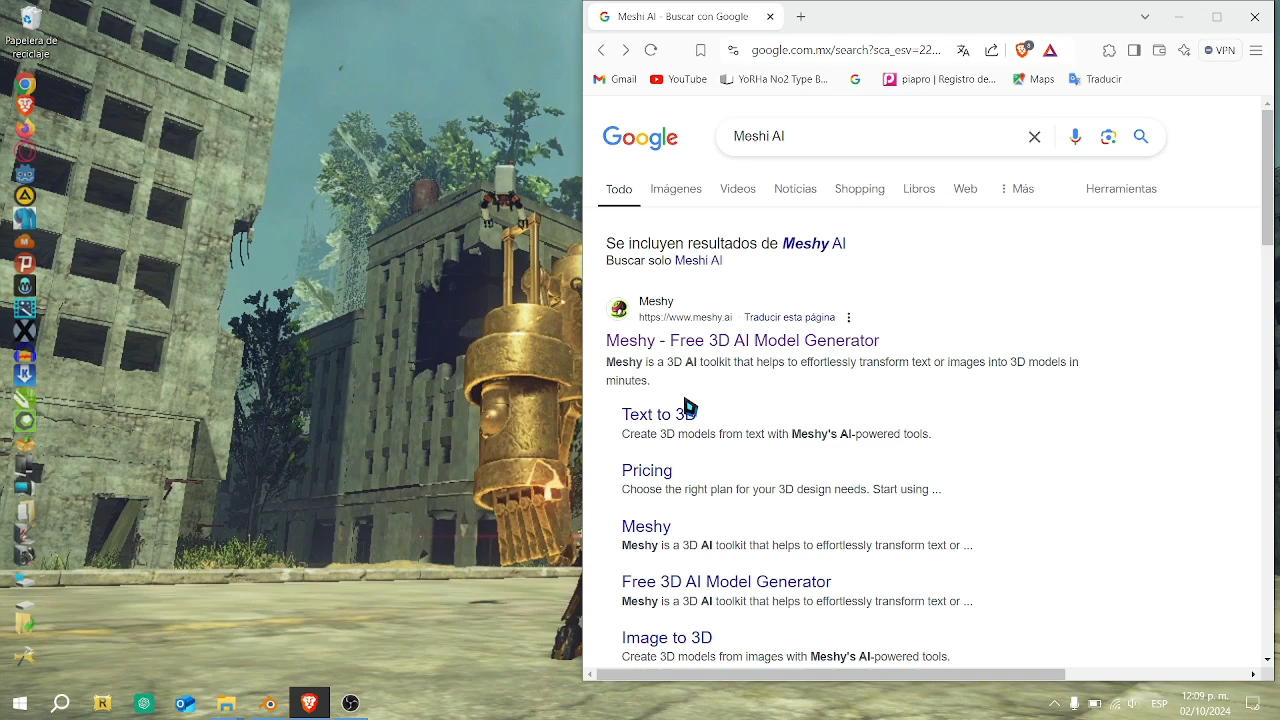 Papelera de
reciclaje
Meshi AI - Buscar con Google
google.com.mx/search?sca_esv=22...
VPN
Gmail
YouTube
YoRHa No2 Type B...
piapro | Registro de...
Maps
Traducir
Google
Meshi AI
Todo
Imágenes
Videos
Noticias
Shopping
Libros
Web
Más
Herramientas
Se incluyen resultados de Meshy AI
Buscar solo Meshi AI
Meshy
https://www.meshy.ai Traducir esta página
Meshy - Free 3D AI Model Generator
Meshy is a 3D AI toolkit that helps to effortlessly transform text or images into 3D models in
minutes.
Text to 3D
Create 3D models from text with Meshy's AI-powered tools.
Pricing
Choose the right plan for your 3D design needs. Start using ...
Meshy
Meshy is a 3D AI toolkit that helps to effortlessly transform text or ...
Free 3D AI Model Generator
Meshy is a 3D AI toolkit that helps to effortlessly transform text or ...
Image to 3D
Create 3D models from images with Meshy's AI-powered tools.
ESP
12:09 p. m.
02/10/2024